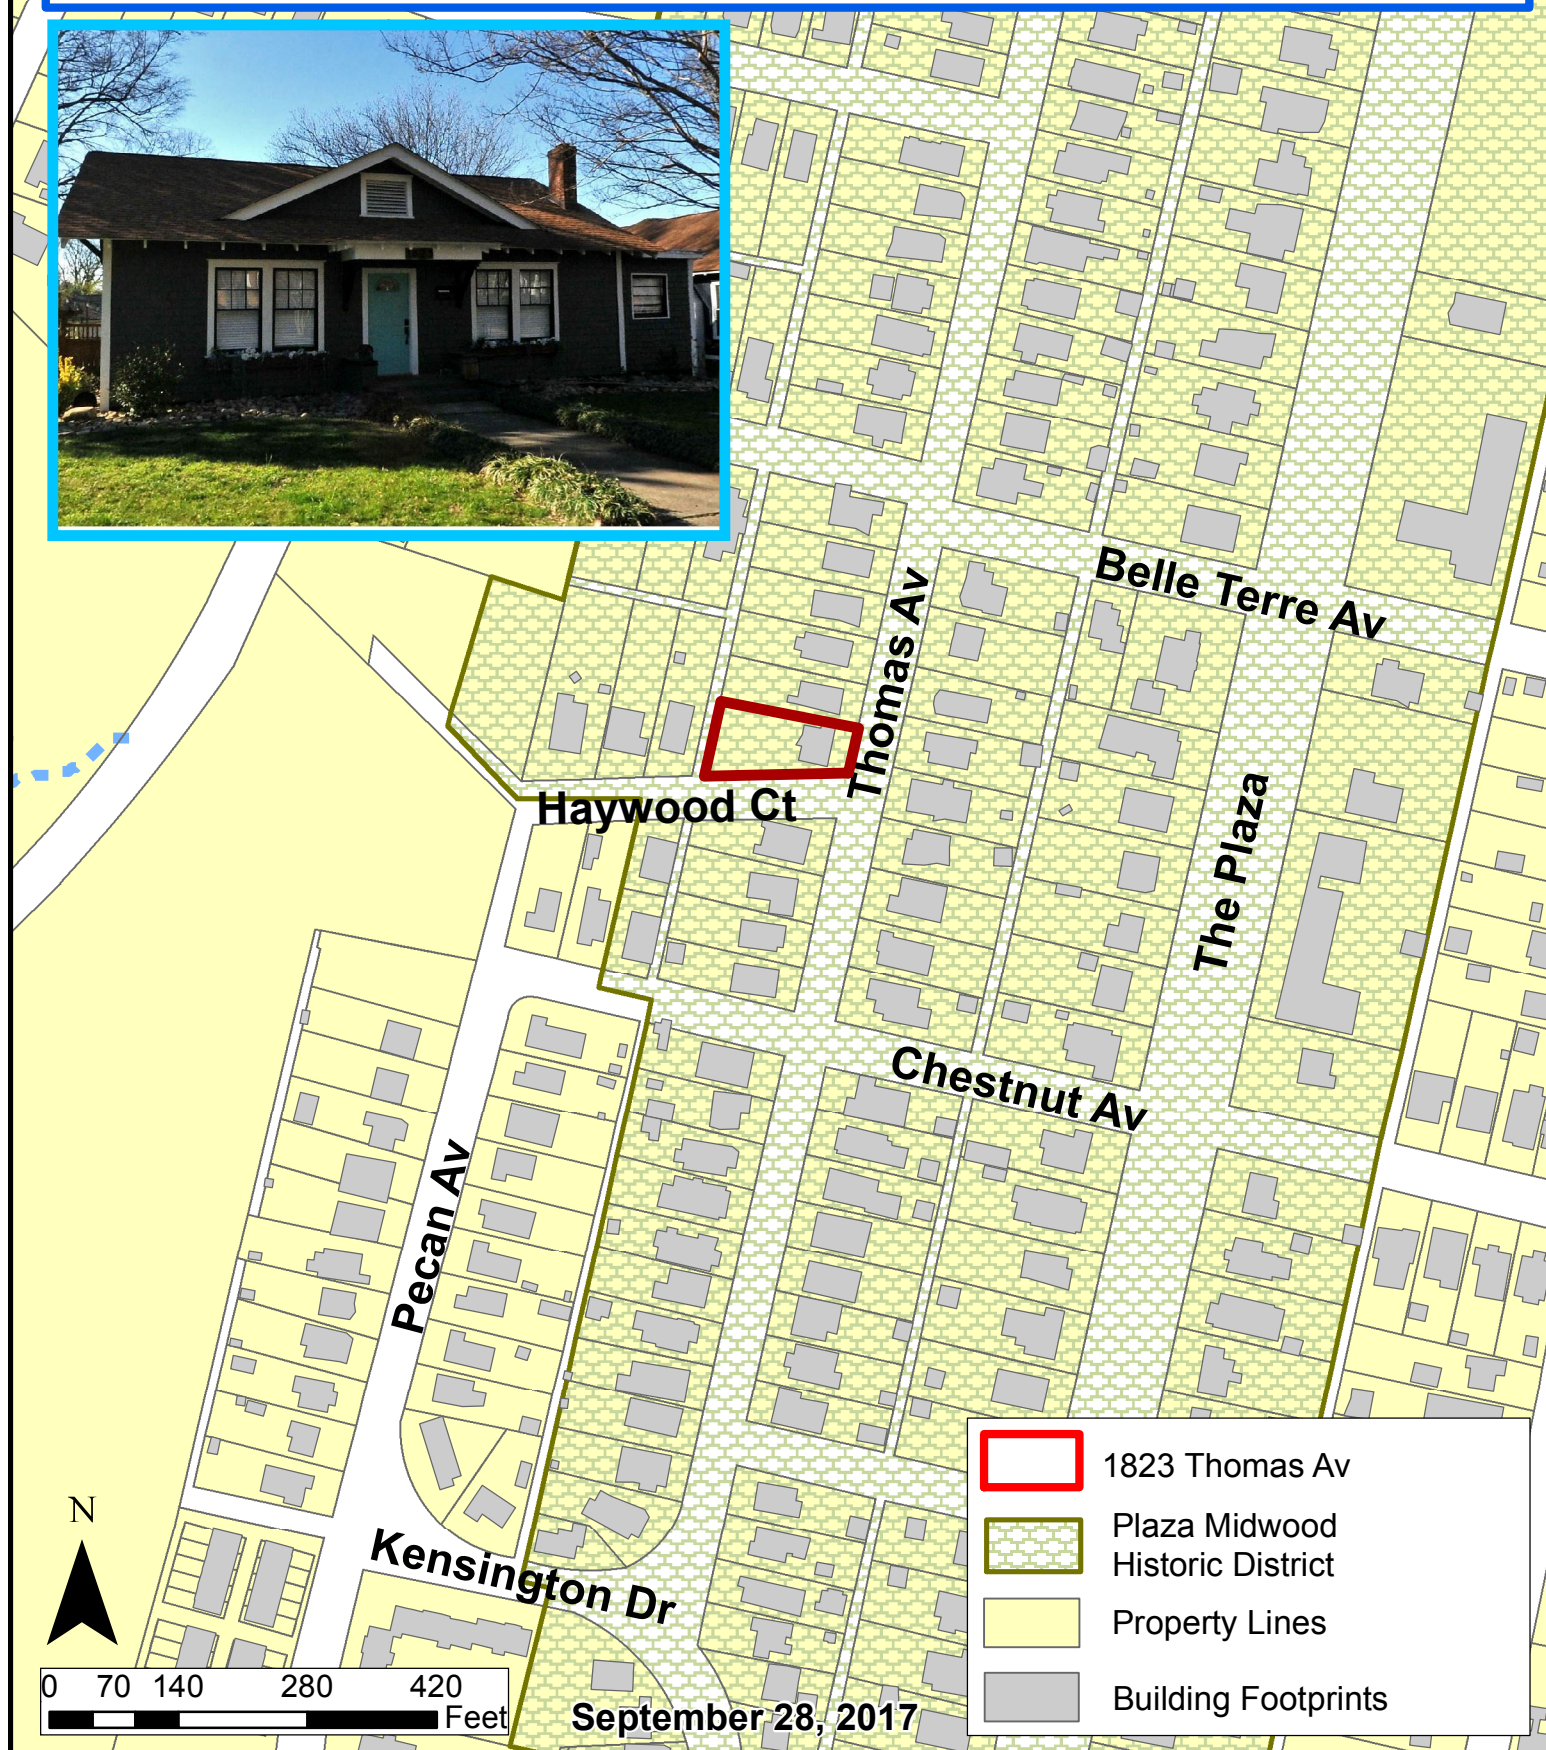 Belle Terre Av
Thomas Av
Haywood Ct
The Plaza
Chestnut Av
Pecan Av
Kensington Dr
N
0 70 140 280 420
Feet
September 28, 2017
1823 Thomas Av
Plaza Midwood
Historic District
Property Lines
Building Footprints